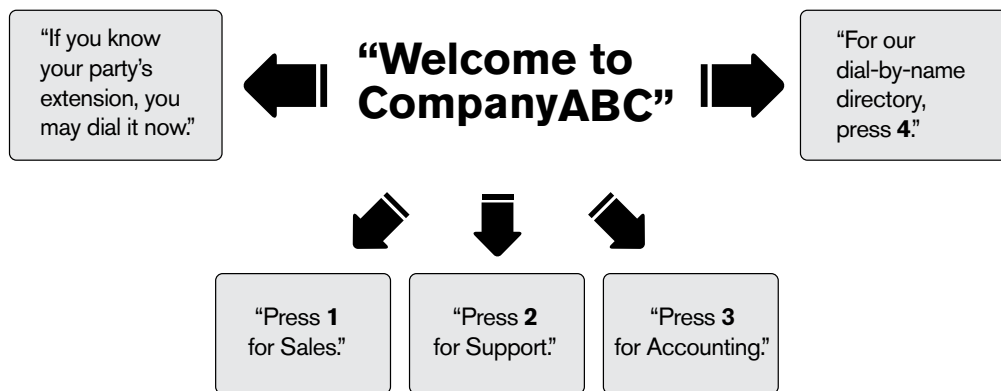 “If you know
your party’s
extension, you
may dial it now.”
“Welcome to
CompanyABC”
“For our
dial-by-name
directory,
press 4.”
“Press 1
for Sales.”
“Press 2
for Support.”
“Press 3
for Accounting.”